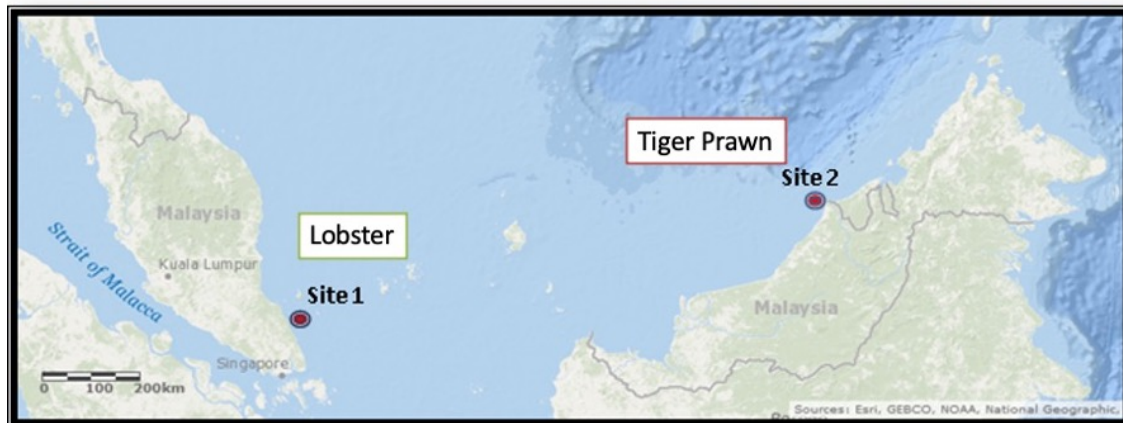 Tiger Prawn
Site 2
Malaysia
Lobster
Strait of Malacca
Kuala Lumpur
Site 1
Malaysia
Singapore
0 100 200km
Sources: Esri, GEBCO, NOAA, National Geographic,